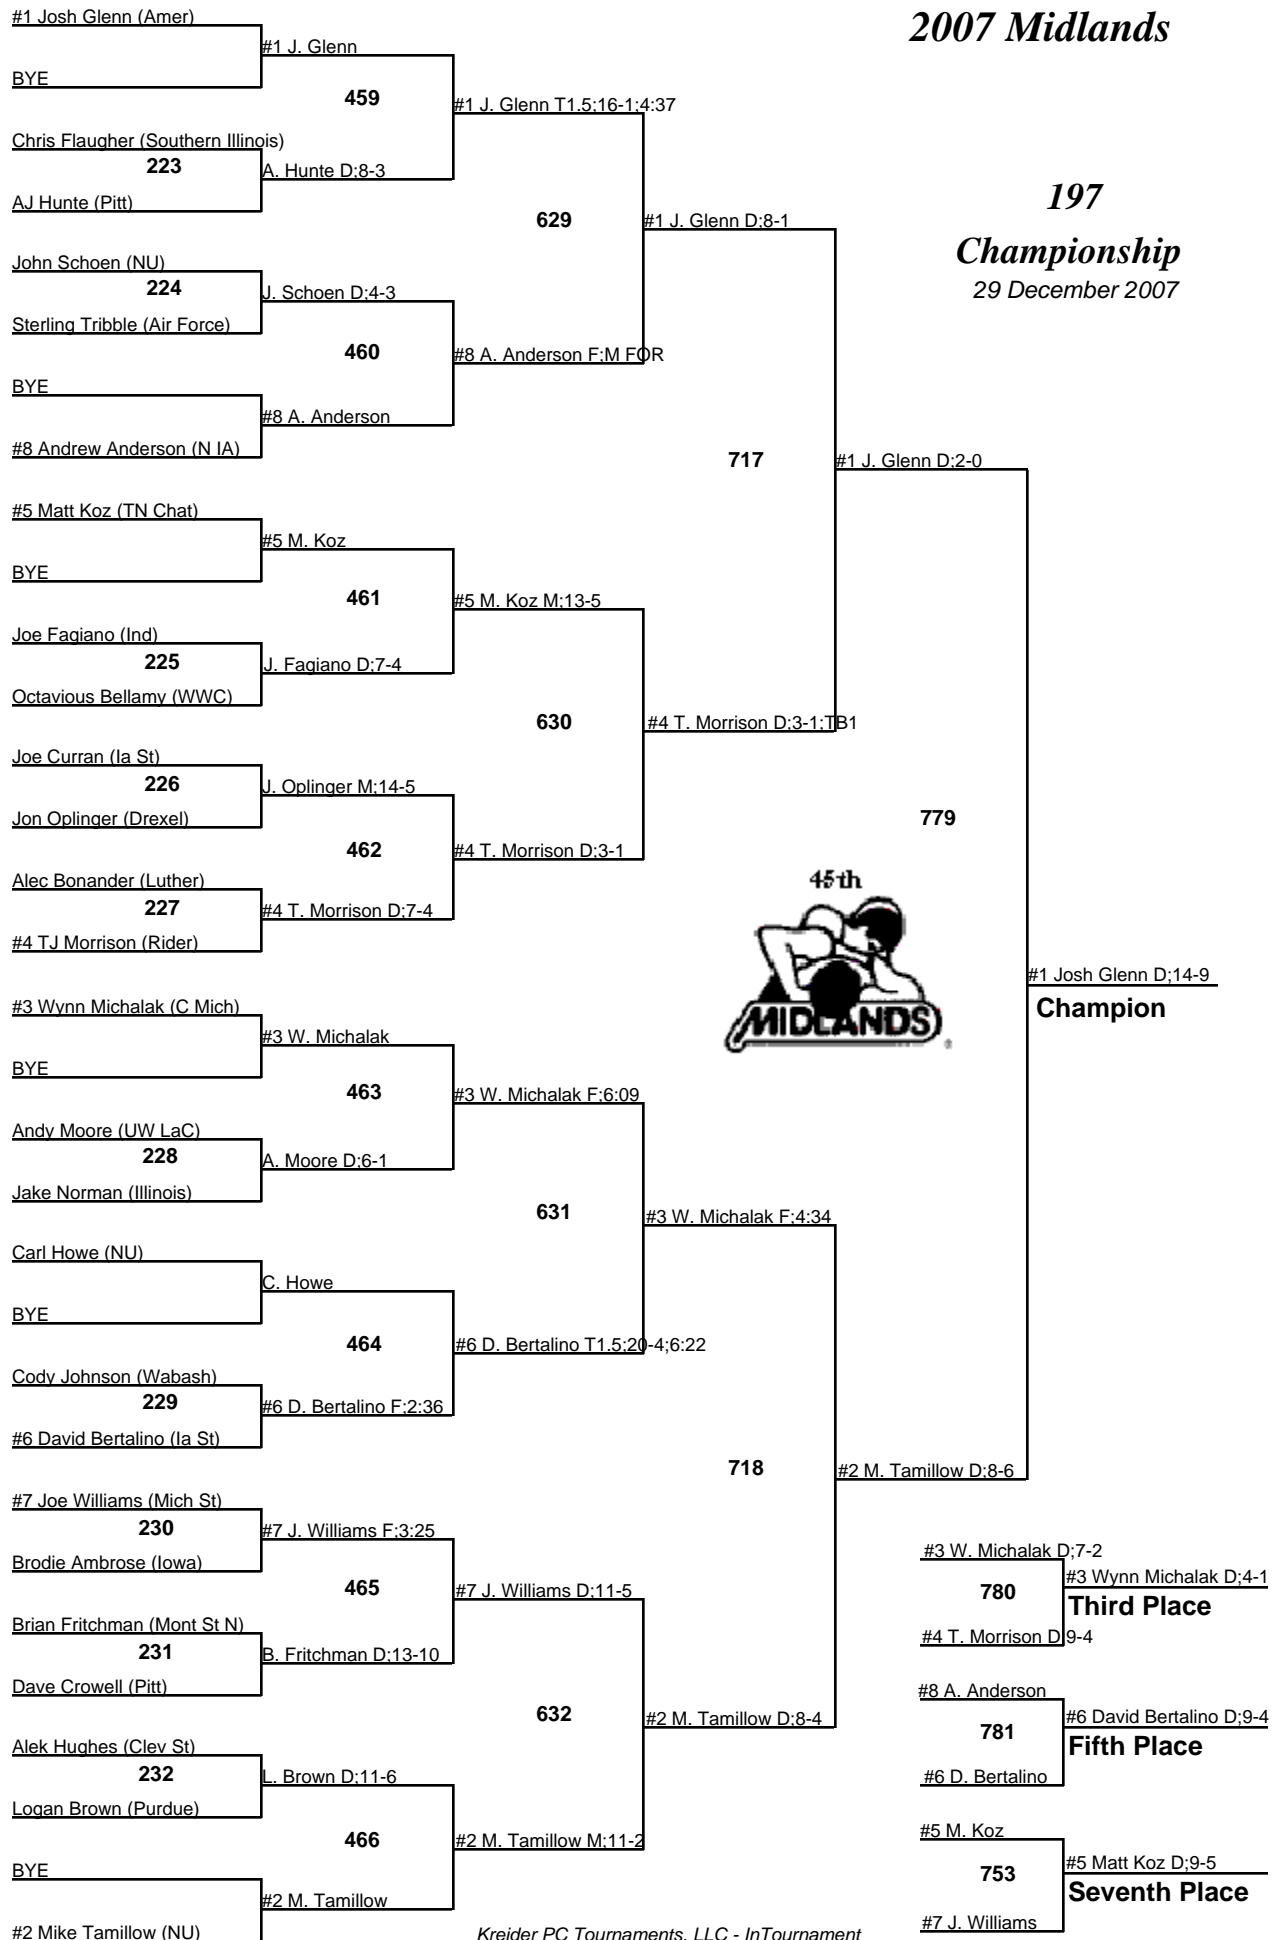 2007 Midlands
197
Championship
29 December 2007
#1 Josh Glenn (Amer)
#1 J. Glenn
BYE
459
#1 J. Glenn T1.5;16-1;4:37
Chris Flaugher (Southern Illinois)
223
A. Hunte D;8-3
AJ Hunte (Pitt)
629
#1 J. Glenn D;8-1
John Schoen (NU)
224
J. Schoen D;4-3
Sterling Tribble (Air Force)
460
#8 A. Anderson F;M FOR
BYE
#8 A. Anderson
#8 Andrew Anderson (N IA)
717
#1 J. Glenn D;2-0
#5 Matt Koz (TN Chat)
#5 M. Koz
BYE
461
#5 M. Koz M;13-5
Joe Fagiano (Ind)
225
J. Fagiano D;7-4
Octavious Bellamy (WWC)
630
#4 T. Morrison D;3-1;TB1
Joe Curran (Ia St)
226
J. Oplinger M;14-5
Jon Oplinger (Drexel)
779
462
#4 T. Morrison D;3-1
Alec Bonander (Luther)
227
#4 T. Morrison D;7-4
#4 TJ Morrison (Rider)
45th
MIDLANDS
®
#1 Josh Glenn D;14-9
Champion
#3 Wynn Michalak (C Mich)
#3 W. Michalak
BYE
463
#3 W. Michalak F;6:09
Andy Moore (UW LaC)
228
A. Moore D;6-1
Jake Norman (Illinois)
631
#3 W. Michalak F;4:34
Carl Howe (NU)
C. Howe
BYE
464
#6 D. Bertalino T1.5;20-4;6:22
Cody Johnson (Wabash)
229
#6 D. Bertalino F;2:36
#6 David Bertalino (Ia St)
718
#2 M. Tamillow D;8-6
#7 Joe Williams (Mich St)
230
#7 J. Williams F;3:25
Brodie Ambrose (Iowa)
465
#7 J. Williams D;11-5
Brian Fritchman (Mont St N)
231
B. Fritchman D;13-10
Dave Crowell (Pitt)
632
#2 M. Tamillow D;8-4
Alek Hughes (Clev St)
232
L. Brown D;11-6
Logan Brown (Purdue)
466
#2 M. Tamillow M;11-2
BYE
#2 M. Tamillow
#2 Mike Tamillow (NU)
#3 W. Michalak D;7-2
780
#3 Wynn Michalak D;4-1
Third Place
#4 T. Morrison D;9-4
#8 A. Anderson
781
#6 David Bertalino D;9-4
Fifth Place
#6 D. Bertalino
#5 M. Koz
753
#5 Matt Koz D;9-5
Seventh Place
#7 J. Williams
Kreider PC Tournaments, LLC - InTournament